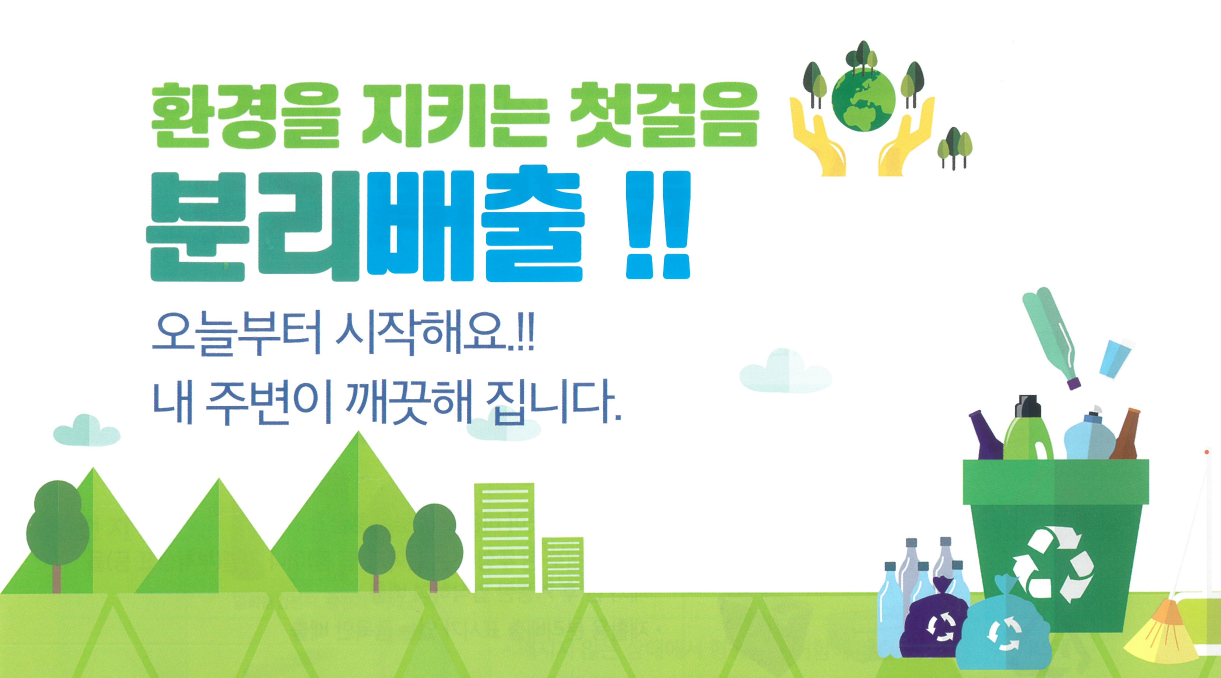 환경을 지키는 첫걸음
분리배출 !!
오늘부터 시작해요.!!
내 주변이 깨끗해 집니다.